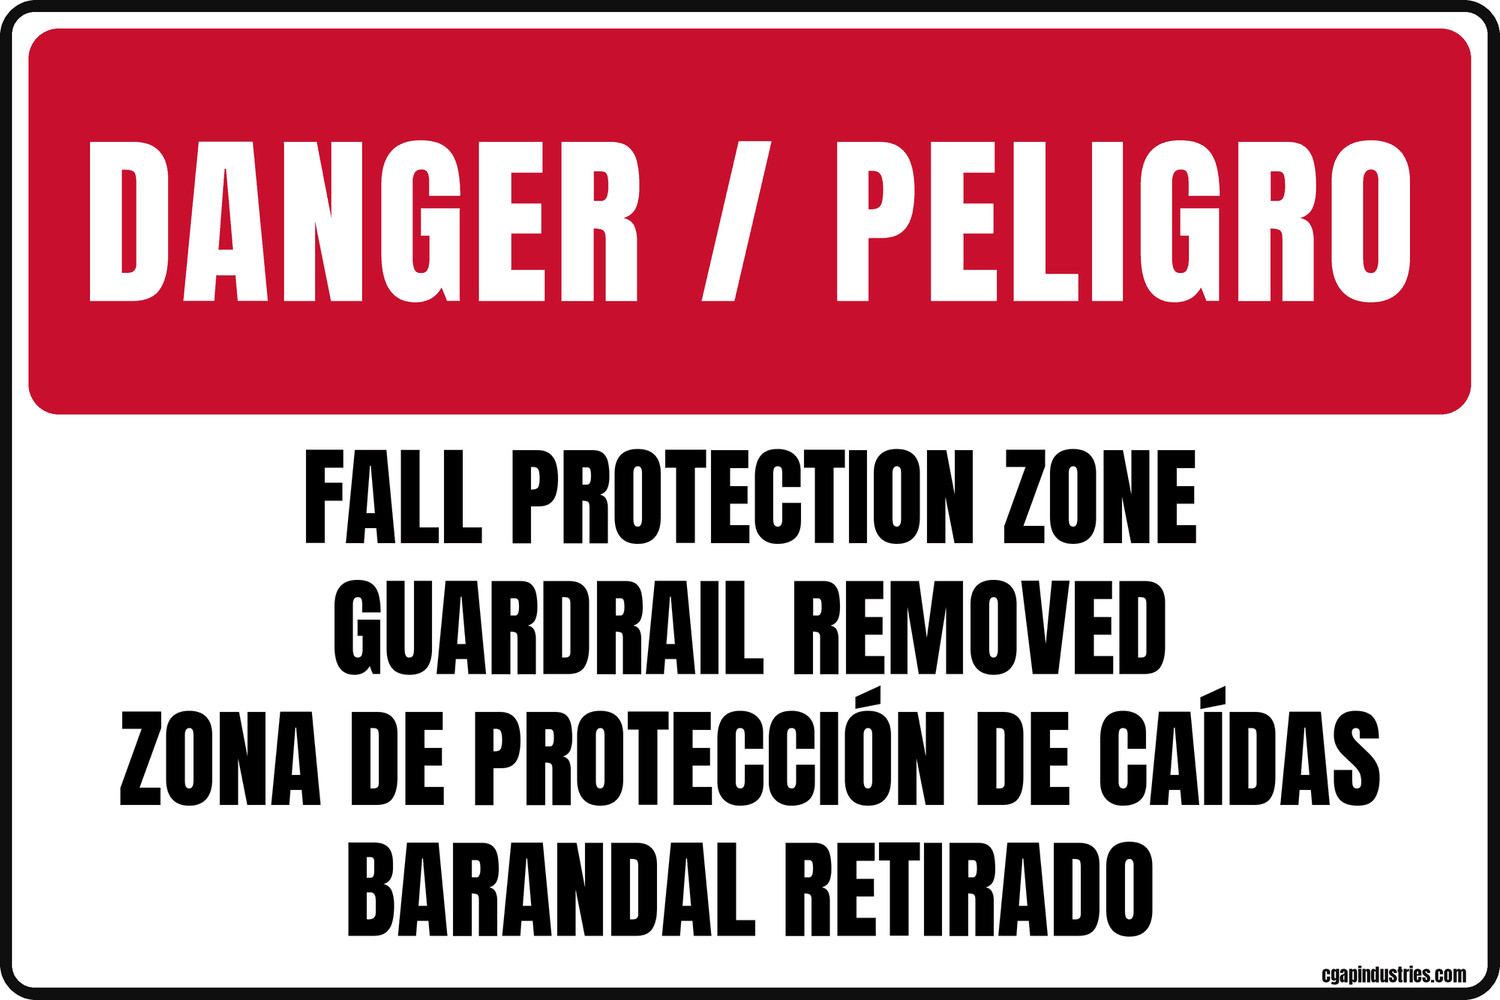 DANGER / PELIGRO
FALL PROTECTION ZONE
GUARDRAIL REMOVED
ZONA DE PROTECCIÓN DE CAÍDAS
BARANDAL RETIRADO
cgapindustries.com